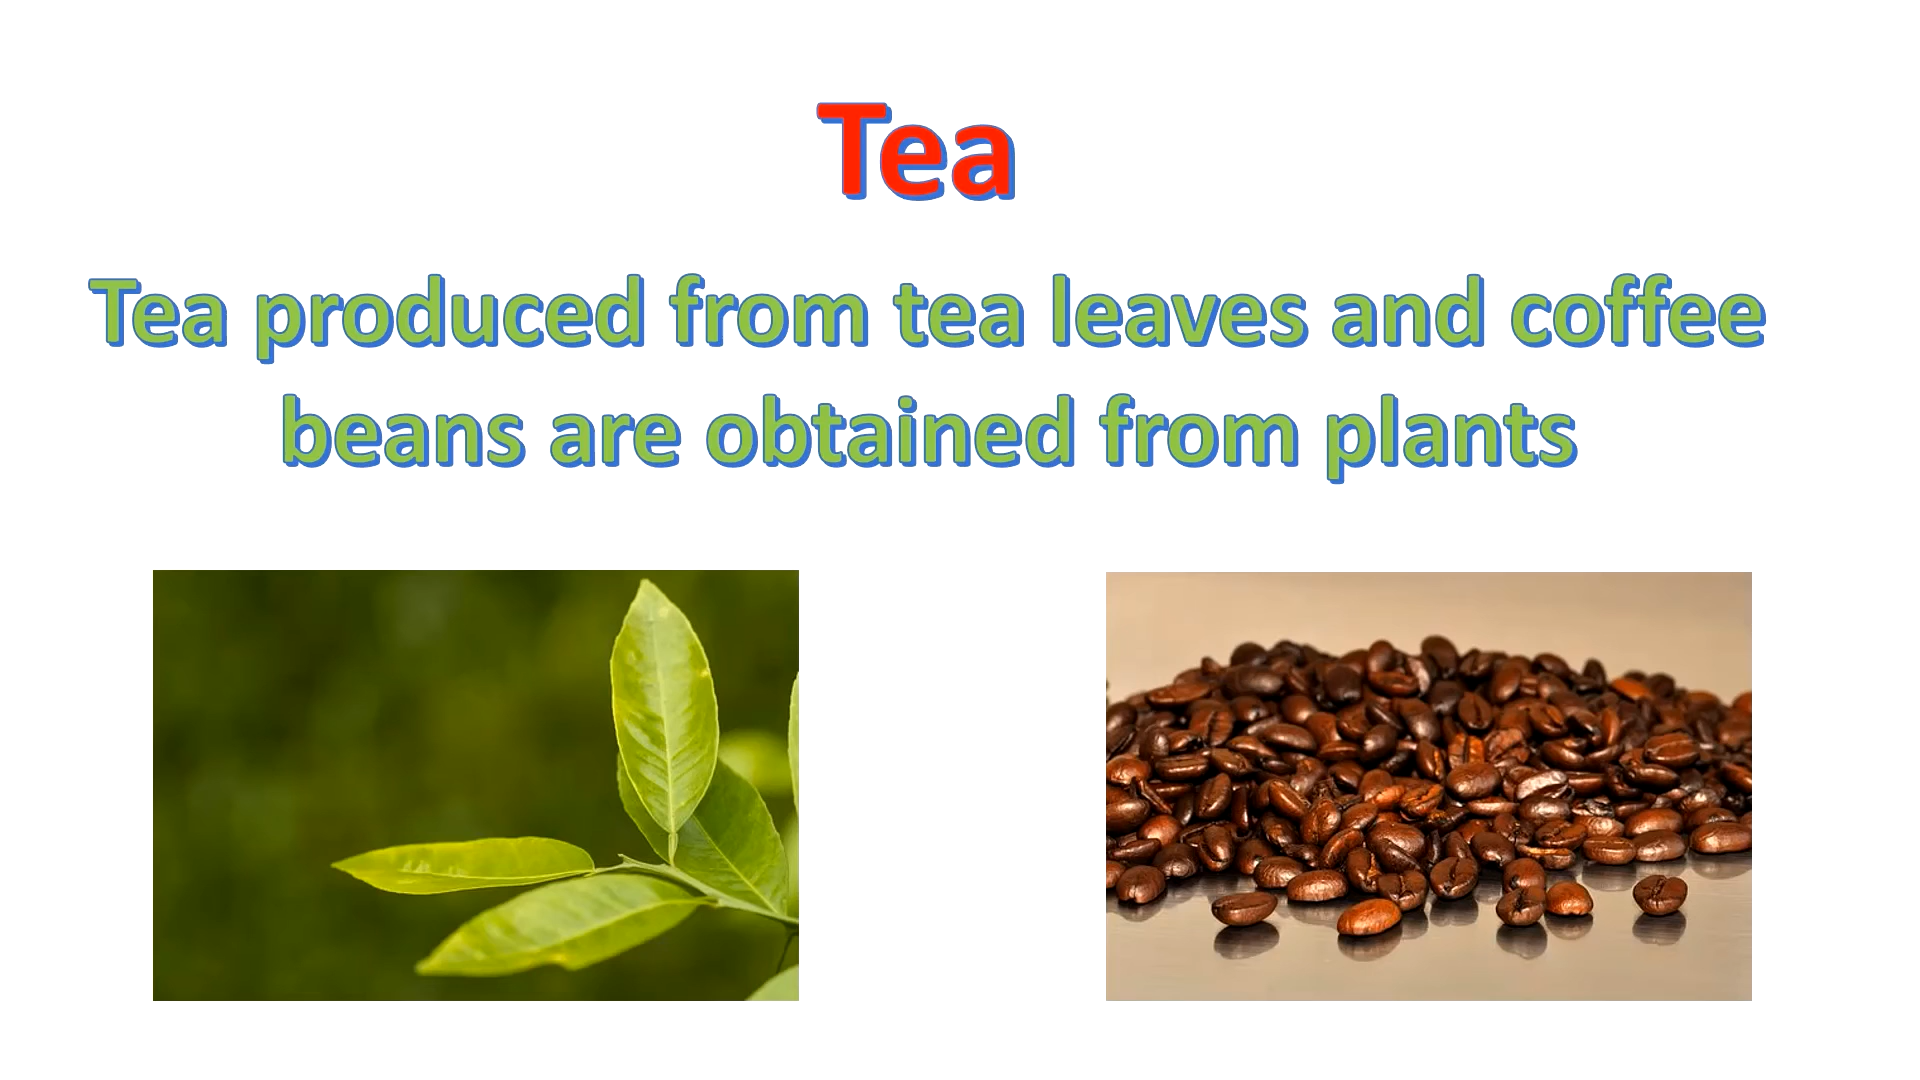 Tea
Tea produced from tea leaves and coffee
beans are obtained from plants